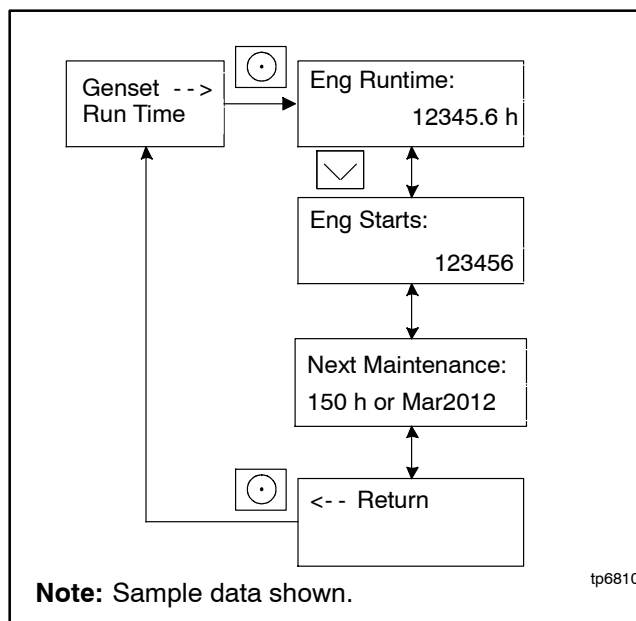 Genset - ->
Run Time
Eng Runtime:
12345.6 h
Eng Starts:
123456
Next Maintenance:
150 h or Mar2012
<- - Return
Note: Sample data shown.
tp6810